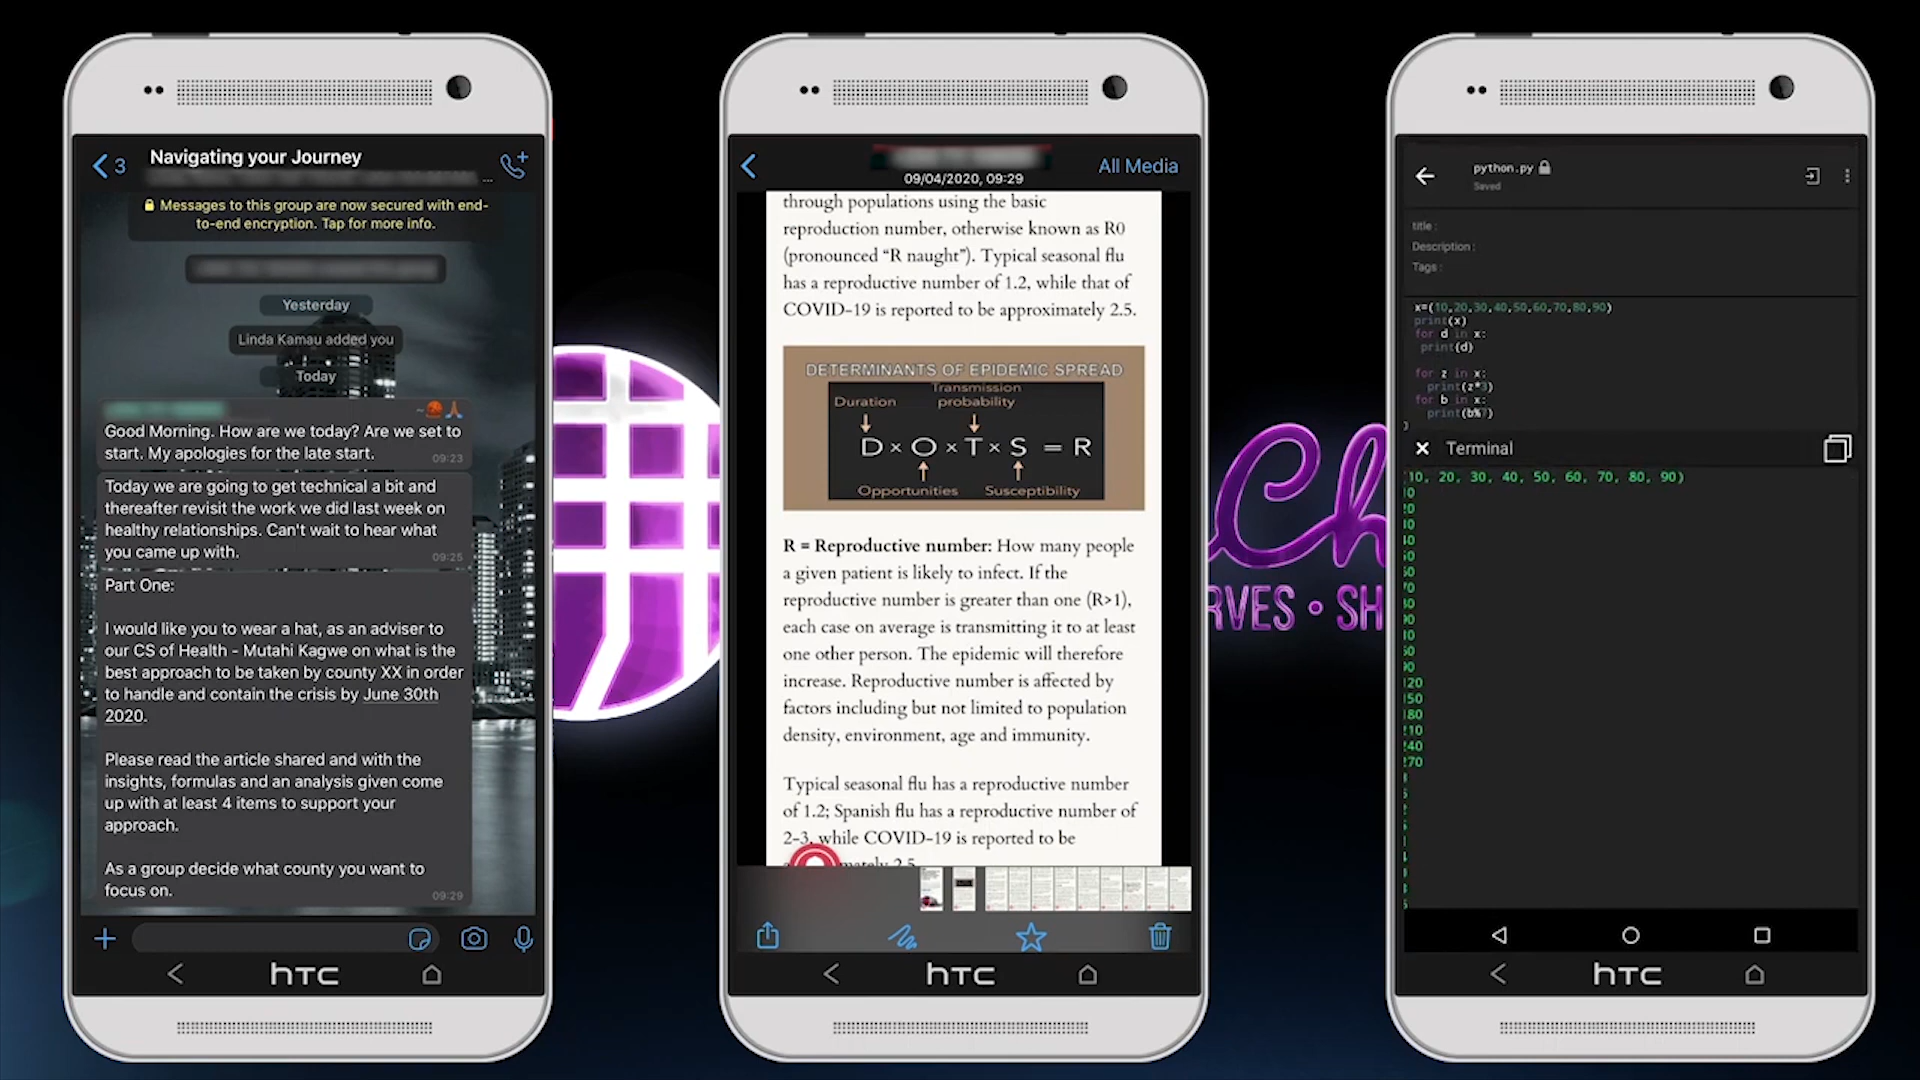 3
Navigating your Journey
...
Messages to this group are now secured with end-
to-end encryption. Tap for more info.
Yesterday
Linda Kamau added you
Today
~
Good Morning. How are we today? Are we set to
start. My apologies for the late start.
09:23
Today we are going to get technical a bit and
thereafter revisit the work we did last week on
healthy relationships. Can't wait to hear what
you came up with.
09:25
Part One:
I would like you to wear a hat, as an adviser to
our CS of Health - Mutahi Kagwe on what is the
best approach to be taken by county XX in order
to handle and contain the crisis by June 30th
2020.
Please read the article shared and with the
insights, formulas and an analysis given come
up with at least 4 items to support your
approach.
As a group decide what county you want to
focus on.
09:29
hTC
09/04/2020, 09:29
All Media
through populations using the basic
reproduction number, otherwise known as R0
(pronounced “R naught”). Typical seasonal flu
has a reproductive number of 1.2, while that of
COVID-19 is reported to be approximately 2.5.
DETERMINANTS OF EPIDEMIC SPREAD
Duration
Transmission
probability
D × O × T × S = R
Opportunities
Susceptibility
R = Reproductive number: How many people
a given patient is likely to infect. If the
reproductive number is greater than one (R>1),
each case on average is transmitting it to at least
one other person. The epidemic will therefore
increase. Reproductive number is affected by
factors including but not limited to population
density, environment, age and immunity.
Typical seasonal flu has a reproductive number
of 1.2; Spanish flu has a reproductive number of
2-3, while COVID-19 is reported to be
2.5
hTC
Ch
RVES • SH
python.py
Saved
title :
Description :
Tags :
x=(10,20,30,40,50,60,70,80,90)
print(x)
for d in x:
print(d)
for z in x:
print(z*3)
for b in x:
print(b%7)
Terminal
10, 20, 30, 40, 50, 60, 70, 80, 90)
120
150
180
210
240
270
hTC